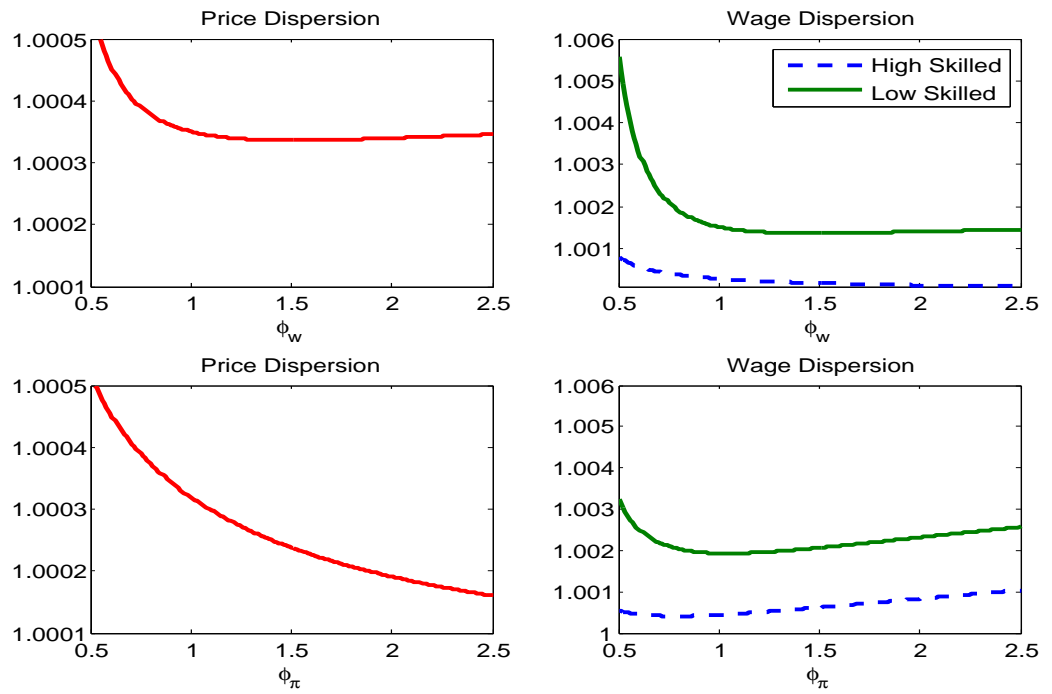 Price Dispersion
1.0005
1.0004
1.0003
1.0002
1.0001
0.5 1 1.5 2 2.5
ϕ_w
Wage Dispersion
1.006
1.005
1.004
1.003
1.002
1.001
0.5 1 1.5 2 2.5
ϕ_w
High Skilled
Low Skilled
Price Dispersion
1.0005
1.0004
1.0003
1.0002
1.0001
0.5 1 1.5 2 2.5
ϕ_π
Wage Dispersion
1.006
1.005
1.004
1.003
1.002
1.001
1
0.5 1 1.5 2 2.5
ϕ_π